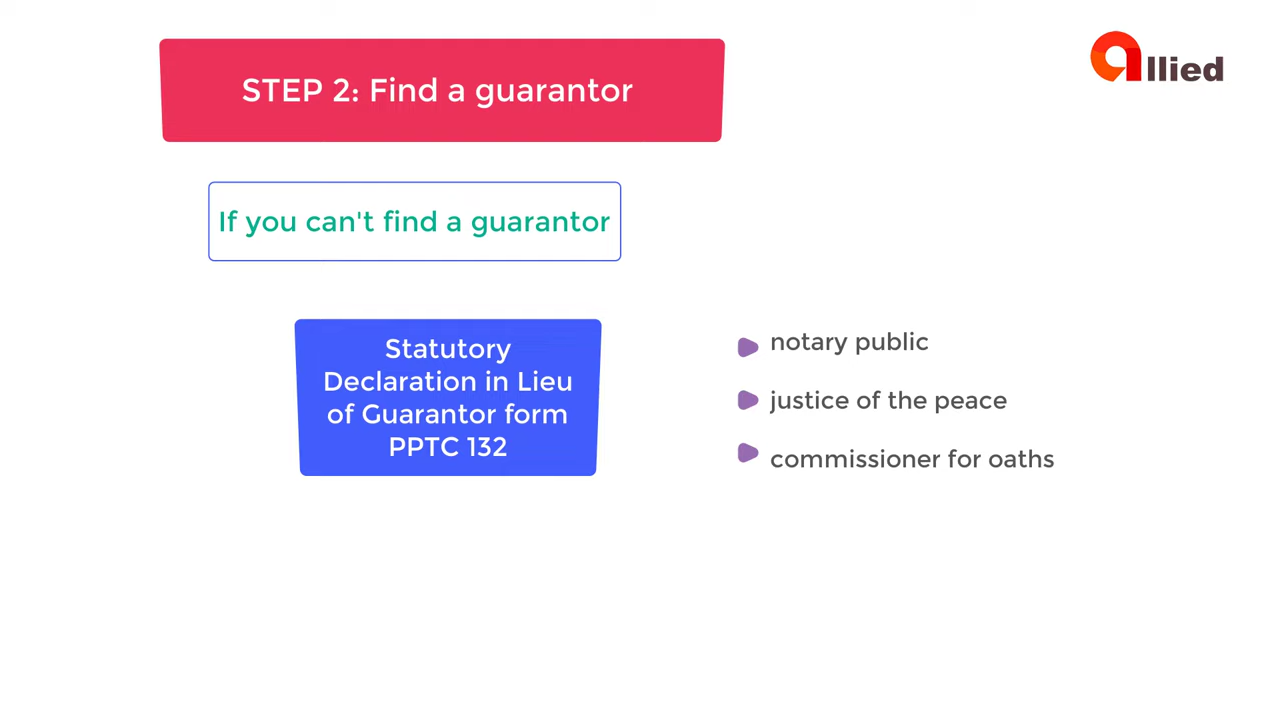 allied
STEP 2: Find a guarantor
If you can't find a guarantor
Statutory
Declaration in Lieu
of Guarantor form
PPTC 132
notary public
justice of the peace
commissioner for oaths